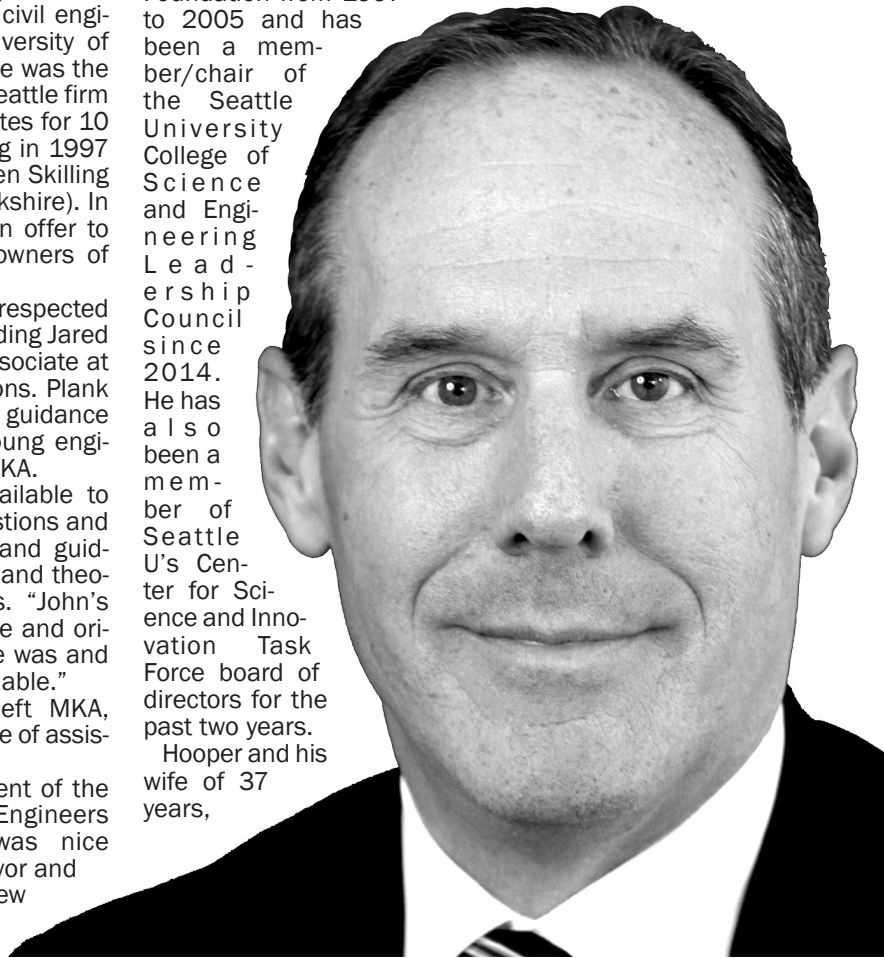 civil engi-
versity of
e was the
eattle firm
tes for 10
g in 1997
en Skilling
kshire). In
n offer to
owners of
respected
ding Jared
sociate at
ons. Plank
guidance
oung engi-
KA.
ailable to
stions and
and guid-
and theo-
s. “John’s
e and ori-
e was and
able.”
eft MKA,
e of assis-
ent of the
Engineers
was nice
vor and
ew
to 2005 and has
been a mem-
ber/chair of
the Seattle
University
College of
Science
and Engi-
neering
Lead-
ership
Council
since
2014.
He has
also
been a
mem-
ber of
Seattle
U’s Cen-
ter for Sci-
ence and Inno-
vation Task
Force board of
directors for the
past two years.
Hooper and his
wife of 37
years,